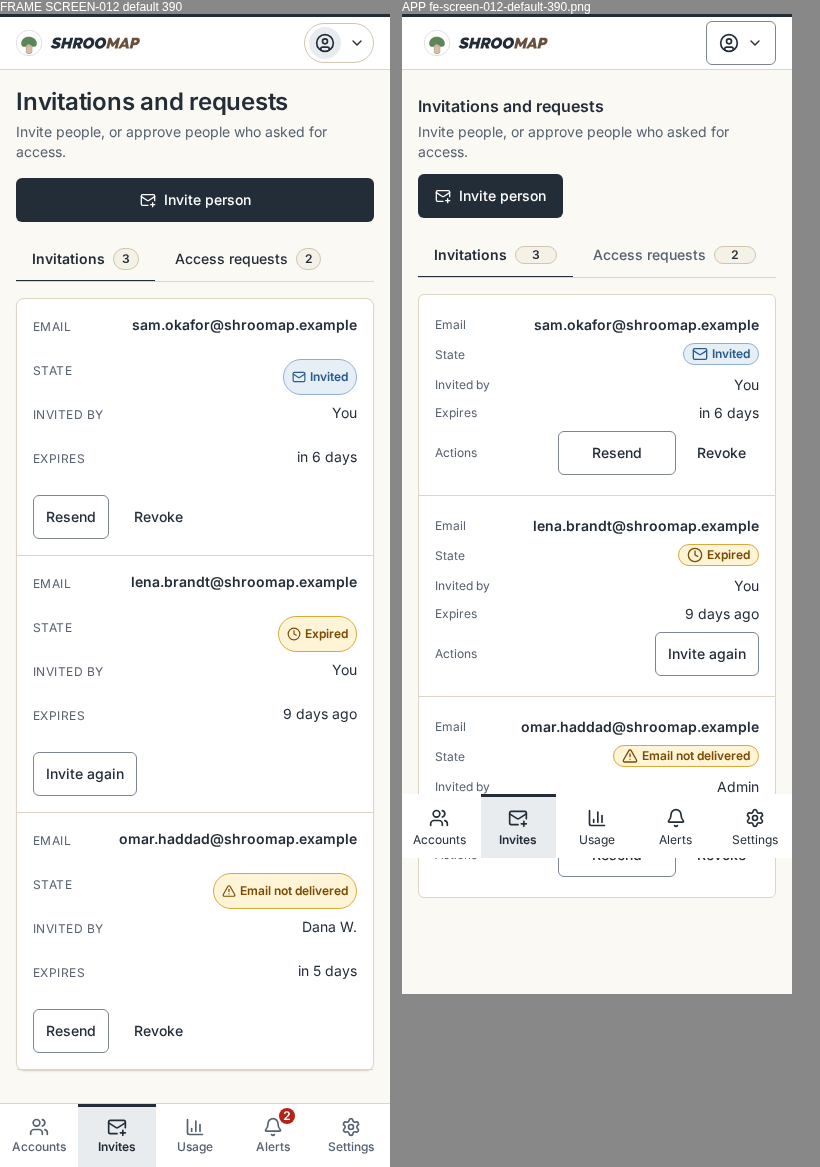 FRAME SCREEN-012 default 390
SHROOMAP
Invitations and requests
Invite people, or approve people who asked for
access.
Invite person
Invitations 3 Access requests 2
EMAIL sam.okafor@shroomap.example
STATE Invited
INVITED BY You
EXPIRES in 6 days
Resend Revoke
EMAIL lena.brandt@shroomap.example
STATE Expired
INVITED BY You
EXPIRES 9 days ago
Invite again
EMAIL omar.haddad@shroomap.example
STATE Email not delivered
INVITED BY Dana W.
EXPIRES in 5 days
Resend Revoke
2
Accounts Invites Usage Alerts Settings
APP fe-screen-012-default-390.png
SHROOMAP
Invitations and requests
Invite people, or approve people who asked for
access.
Invite person
Invitations 3 Access requests 2
Email sam.okafor@shroomap.example
State Invited
Invited by You
Expires in 6 days
Actions Resend Revoke
Email lena.brandt@shroomap.example
State Expired
Invited by You
Expires 9 days ago
Actions Invite again
Email omar.haddad@shroomap.example
State Email not delivered
Invited by Admin
Accounts Invites Usage Alerts Settings
Actions Resend Revoke